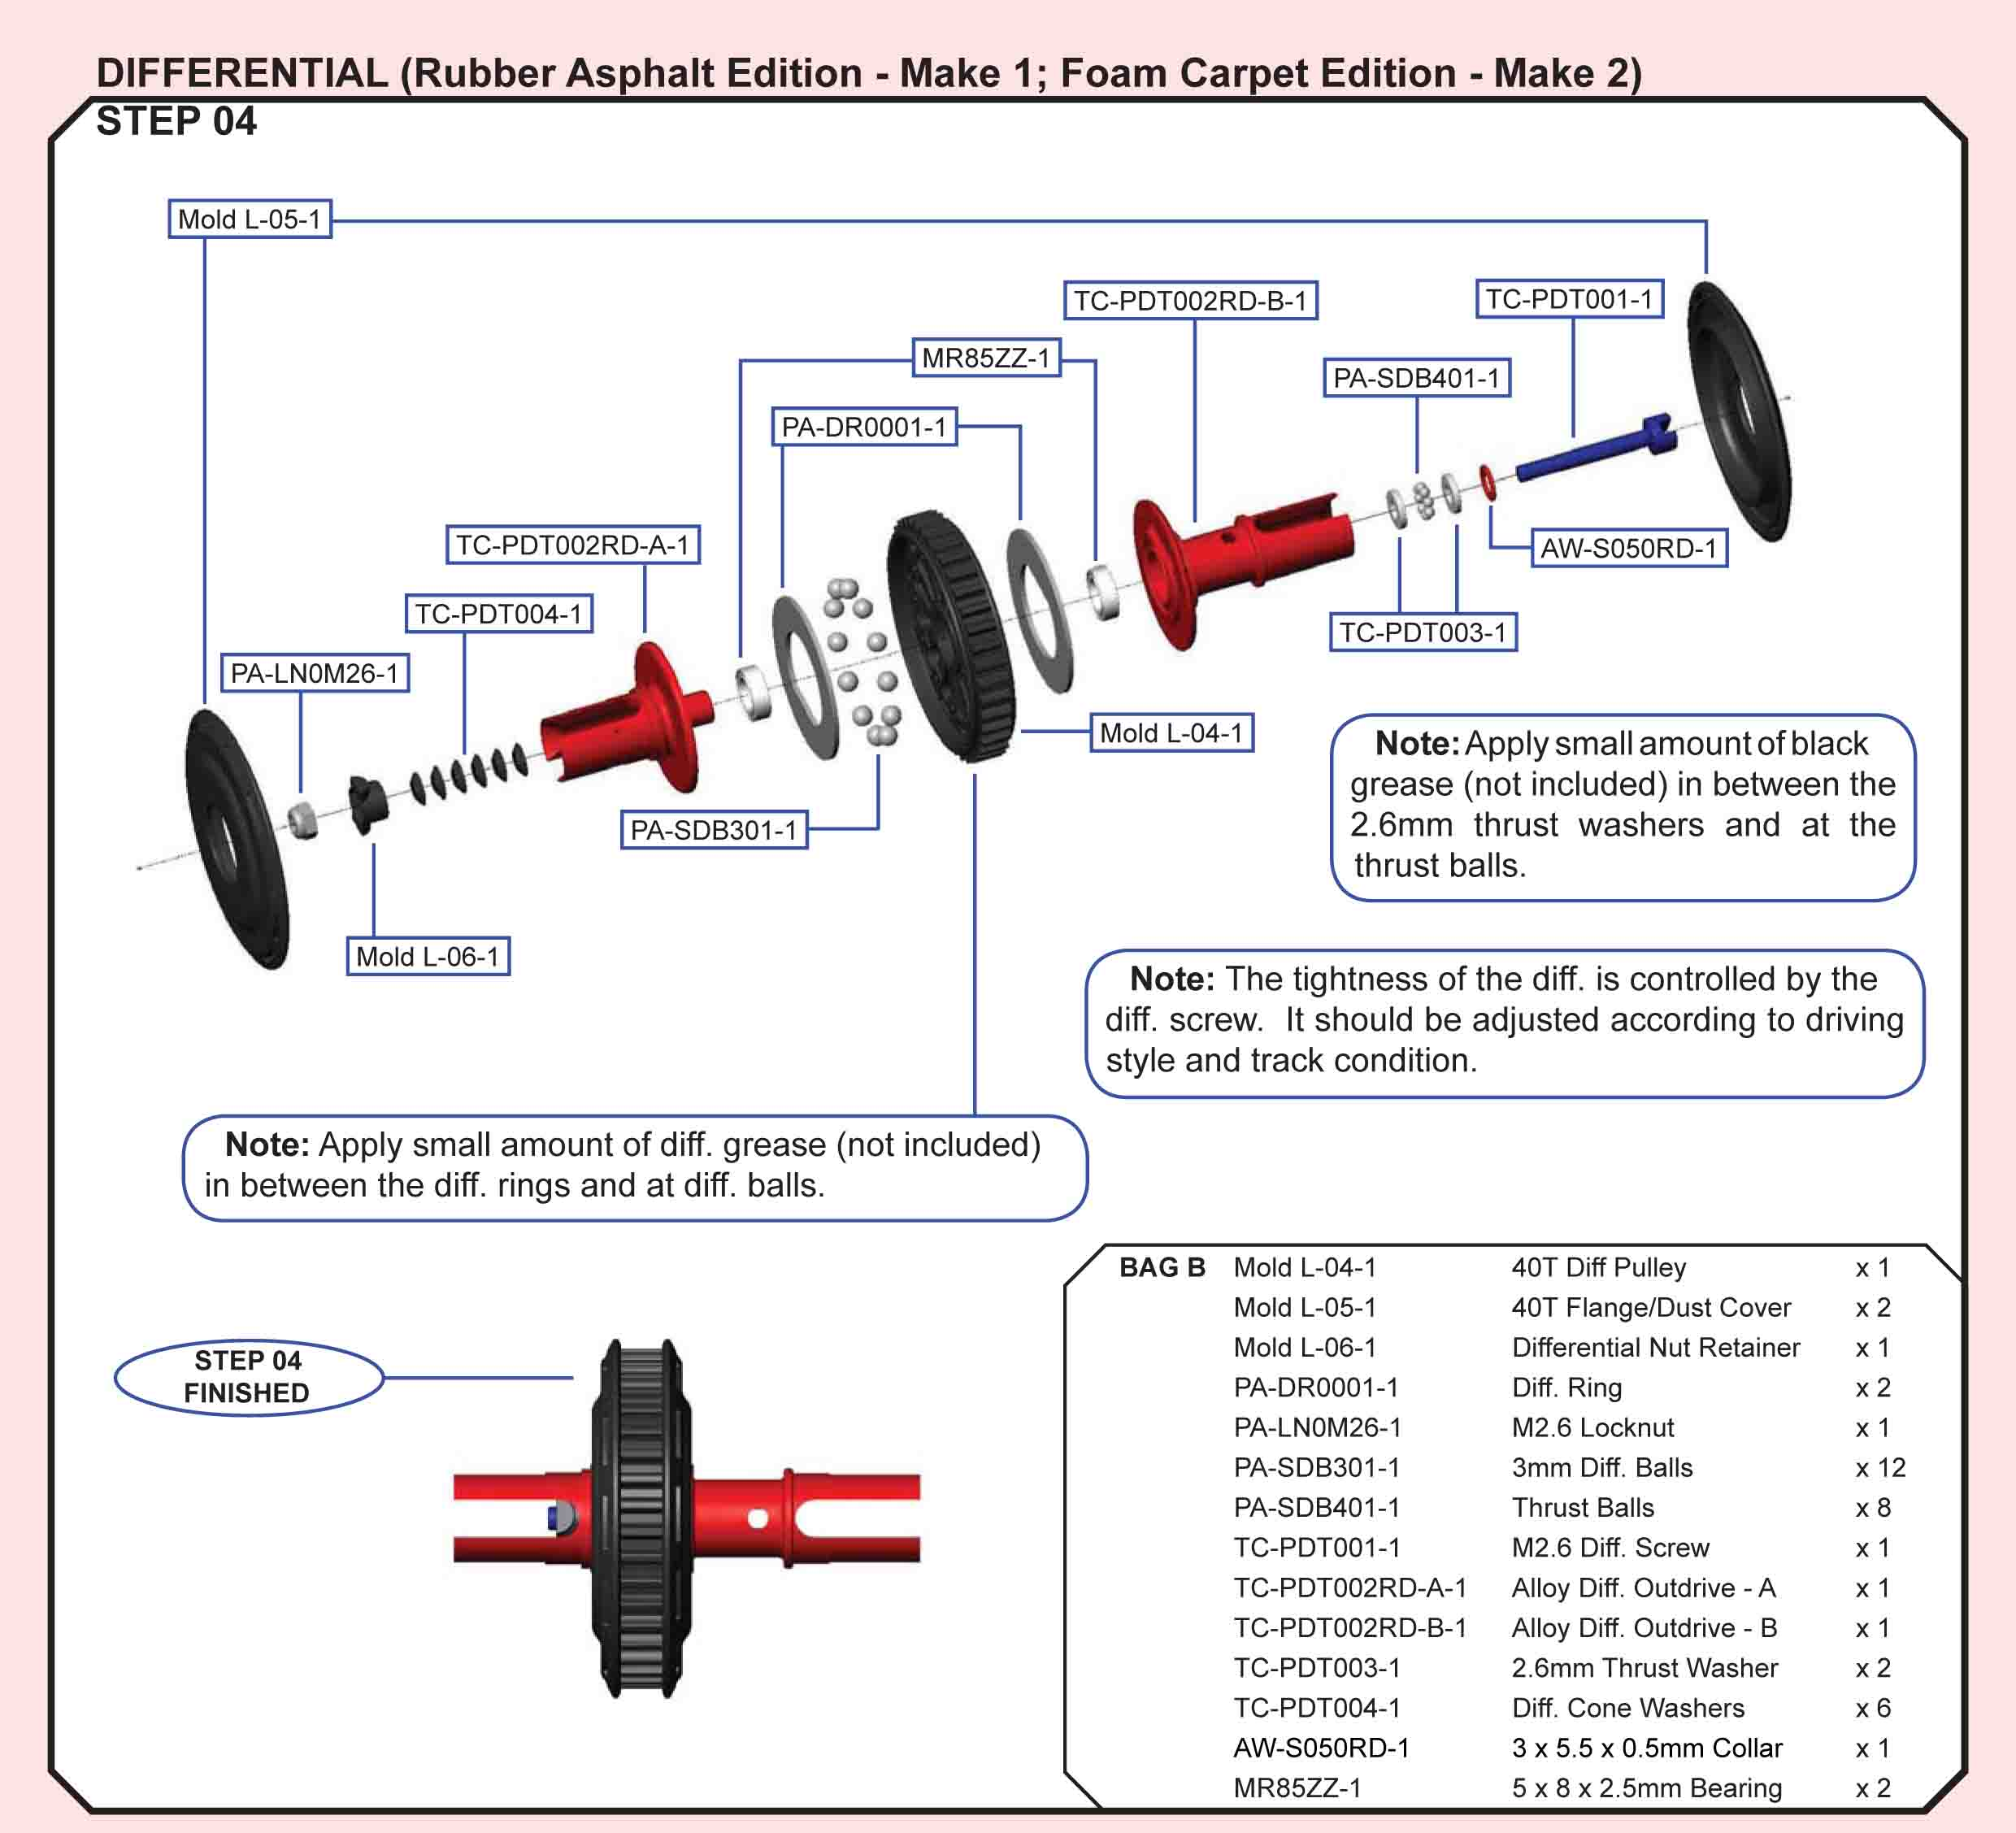 DIFFERENTIAL (Rubber Asphalt Edition - Make 1; Foam Carpet Edition - Make 2)
STEP 04
Mold L-05-1
TC-PDT002RD-B-1
TC-PDT001-1
MR85ZZ-1
PA-SDB401-1
PA-DR0001-1
TC-PDT002RD-A-1
AW-S050RD-1
TC-PDT004-1
TC-PDT003-1
PA-LN0M26-1
Mold L-04-1
PA-SDB301-1
Mold L-06-1
Note: Apply small amount of black
grease (not included) in between the
2.6mm thrust washers and at the
thrust balls.
Note: The tightness of the diff. is controlled by the
diff. screw. It should be adjusted according to driving
style and track condition.
Note: Apply small amount of diff. grease (not included)
in between the diff. rings and at diff. balls.
STEP 04
FINISHED
BAG B Mold L-04-1 40T Diff Pulley x 1
Mold L-05-1 40T Flange/Dust Cover x 2
Mold L-06-1 Differential Nut Retainer x 1
PA-DR0001-1 Diff. Ring x 2
PA-LN0M26-1 M2.6 Locknut x 1
PA-SDB301-1 3mm Diff. Balls x 12
PA-SDB401-1 Thrust Balls x 8
TC-PDT001-1 M2.6 Diff. Screw x 1
TC-PDT002RD-A-1 Alloy Diff. Outdrive - A x 1
TC-PDT002RD-B-1 Alloy Diff. Outdrive - B x 1
TC-PDT003-1 2.6mm Thrust Washer x 2
TC-PDT004-1 Diff. Cone Washers x 6
AW-S050RD-1 3 x 5.5 x 0.5mm Collar x 1
MR85ZZ-1 5 x 8 x 2.5mm Bearing x 2